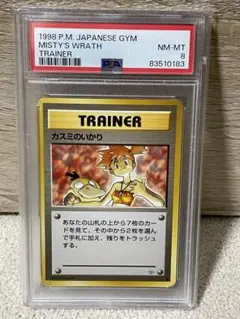 1998 P.M. JAPANESE GYM
MISTY'S WRATH
TRAINER
NM-MT
8
PSA
83510183
TRAINER
カスミのいかり
あなたの山札の上から7枚のカー
ドを見て、その中から2枚を選ん
で手札に加え、残りをトラッシュ
する。